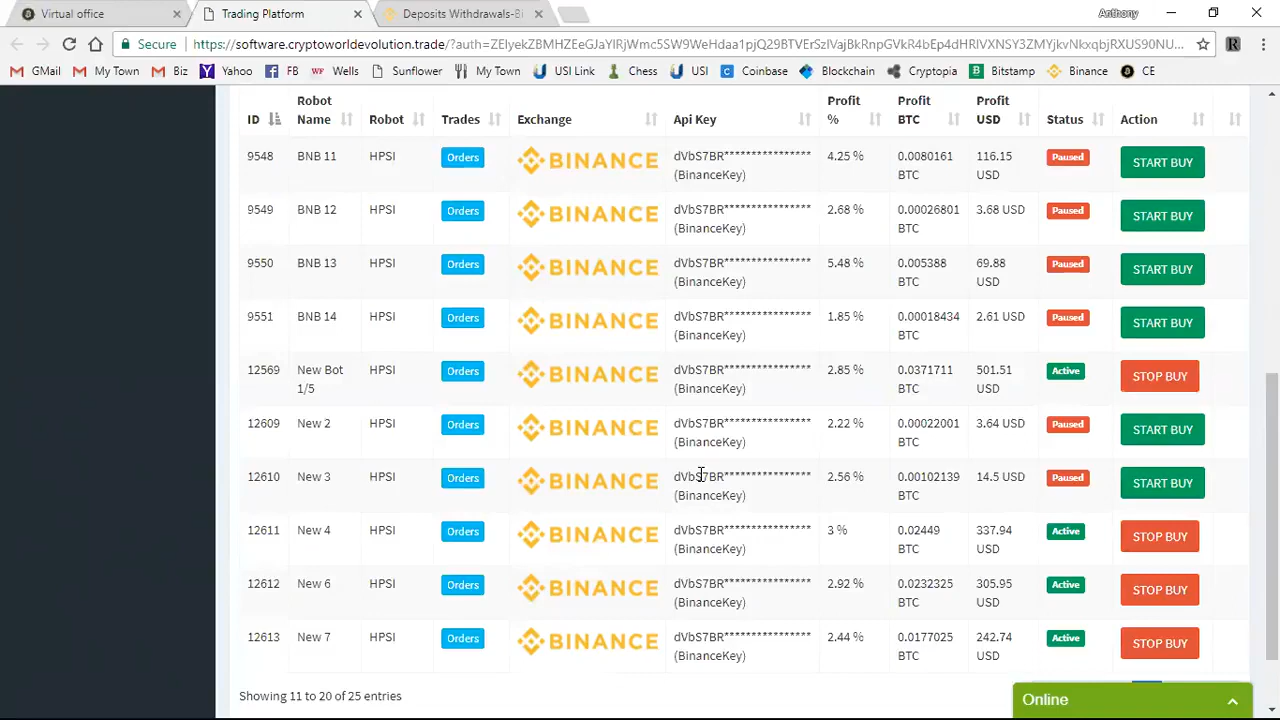 Virtual office
Trading Platform
Deposits Withdrawals-Bi
Anthony
Secure
GMail
My Town
Biz
Yahoo
FB
Wells
Sunflower
My Town
USI Link
Chess
USI
Coinbase
Blockchain
Cryptopia
Bitstamp
Binance
CE
ID Robot Name Robot Trades Exchange Api Key Profit % Profit BTC Profit USD Status Action
9548 BNB 11 HPSI Orders BINANCE dVbS7BR**************** (BinanceKey) 4.25 % 0.0080161 BTC 116.15 USD Paused START BUY
9549 BNB 12 HPSI Orders BINANCE dVbS7BR**************** (BinanceKey) 2.68 % 0.00026801 BTC 3.68 USD Paused START BUY
9550 BNB 13 HPSI Orders BINANCE dVbS7BR**************** (BinanceKey) 5.48 % 0.005388 BTC 69.88 USD Paused START BUY
9551 BNB 14 HPSI Orders BINANCE dVbS7BR**************** (BinanceKey) 1.85 % 0.00018434 BTC 2.61 USD Paused START BUY
12569 New Bot 1/5 HPSI Orders BINANCE dVbS7BR**************** (BinanceKey) 2.85 % 0.0371711 BTC 501.51 USD Active STOP BUY
12609 New 2 HPSI Orders BINANCE dVbS7BR**************** (BinanceKey) 2.22 % 0.00022001 BTC 3.64 USD Paused START BUY
12610 New 3 HPSI Orders BINANCE dVbS7BR**************** (BinanceKey) 2.56 % 0.00102139 BTC 14.5 USD Paused START BUY
12611 New 4 HPSI Orders BINANCE dVbS7BR**************** (BinanceKey) 3 % 0.02449 BTC 337.94 USD Active STOP BUY
12612 New 6 HPSI Orders BINANCE dVbS7BR**************** (BinanceKey) 2.92 % 0.0232325 BTC 305.95 USD Active STOP BUY
12613 New 7 HPSI Orders BINANCE dVbS7BR**************** (BinanceKey) 2.44 % 0.0177025 BTC 242.74 USD Active STOP BUY
Showing 11 to 20 of 25 entries
Online